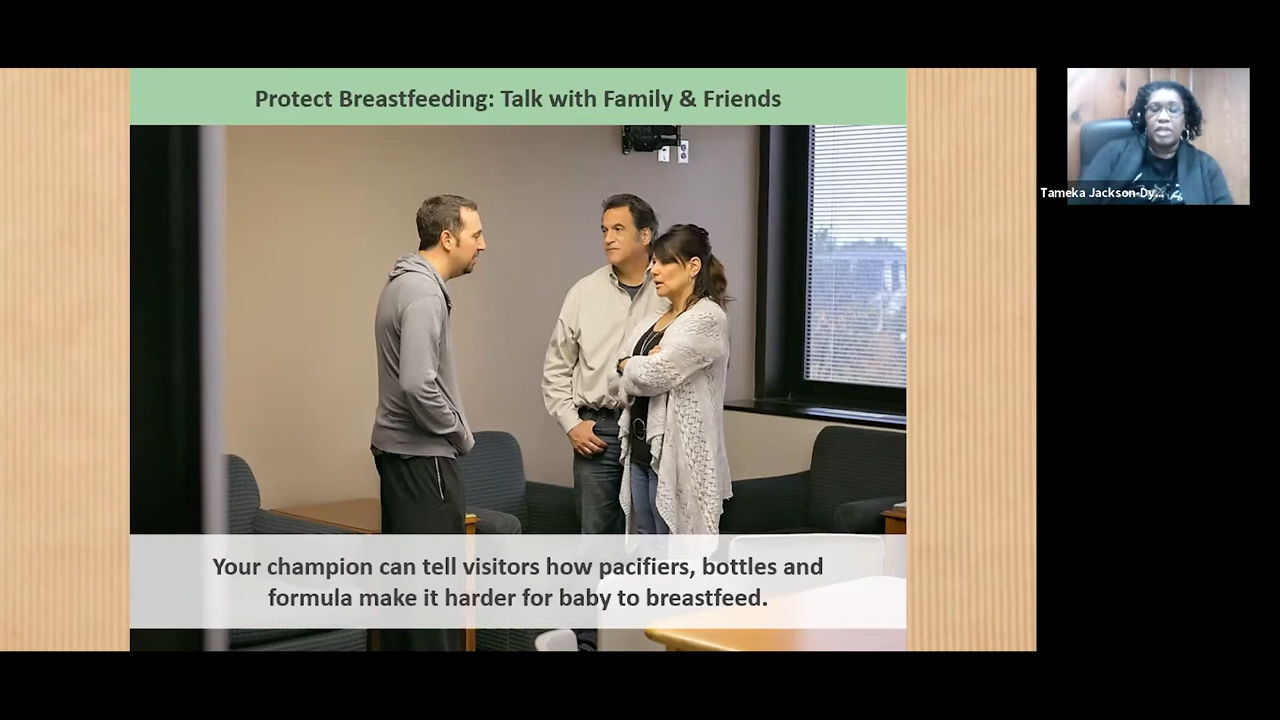 Protect Breastfeeding: Talk with Family & Friends
Tameka Jackson-Dy...
Your champion can tell visitors how pacifiers, bottles and
formula make it harder for baby to breastfeed.